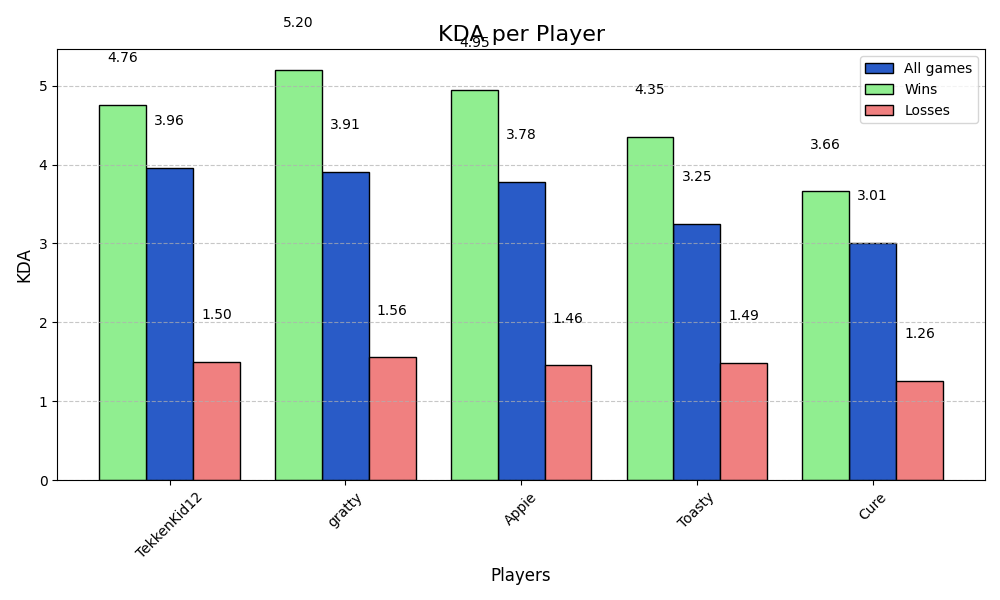 KDA per Player
5.20
4.95
4.76
4.35
3.96
3.91
3.78
3.66
3.25
3.01
1.50
1.56
1.46
1.49
1.26
All games
Wins
Losses
KDA
5
4
3
2
1
0
TekkenKid12
gratty
Appie
Toasty
Cure
Players